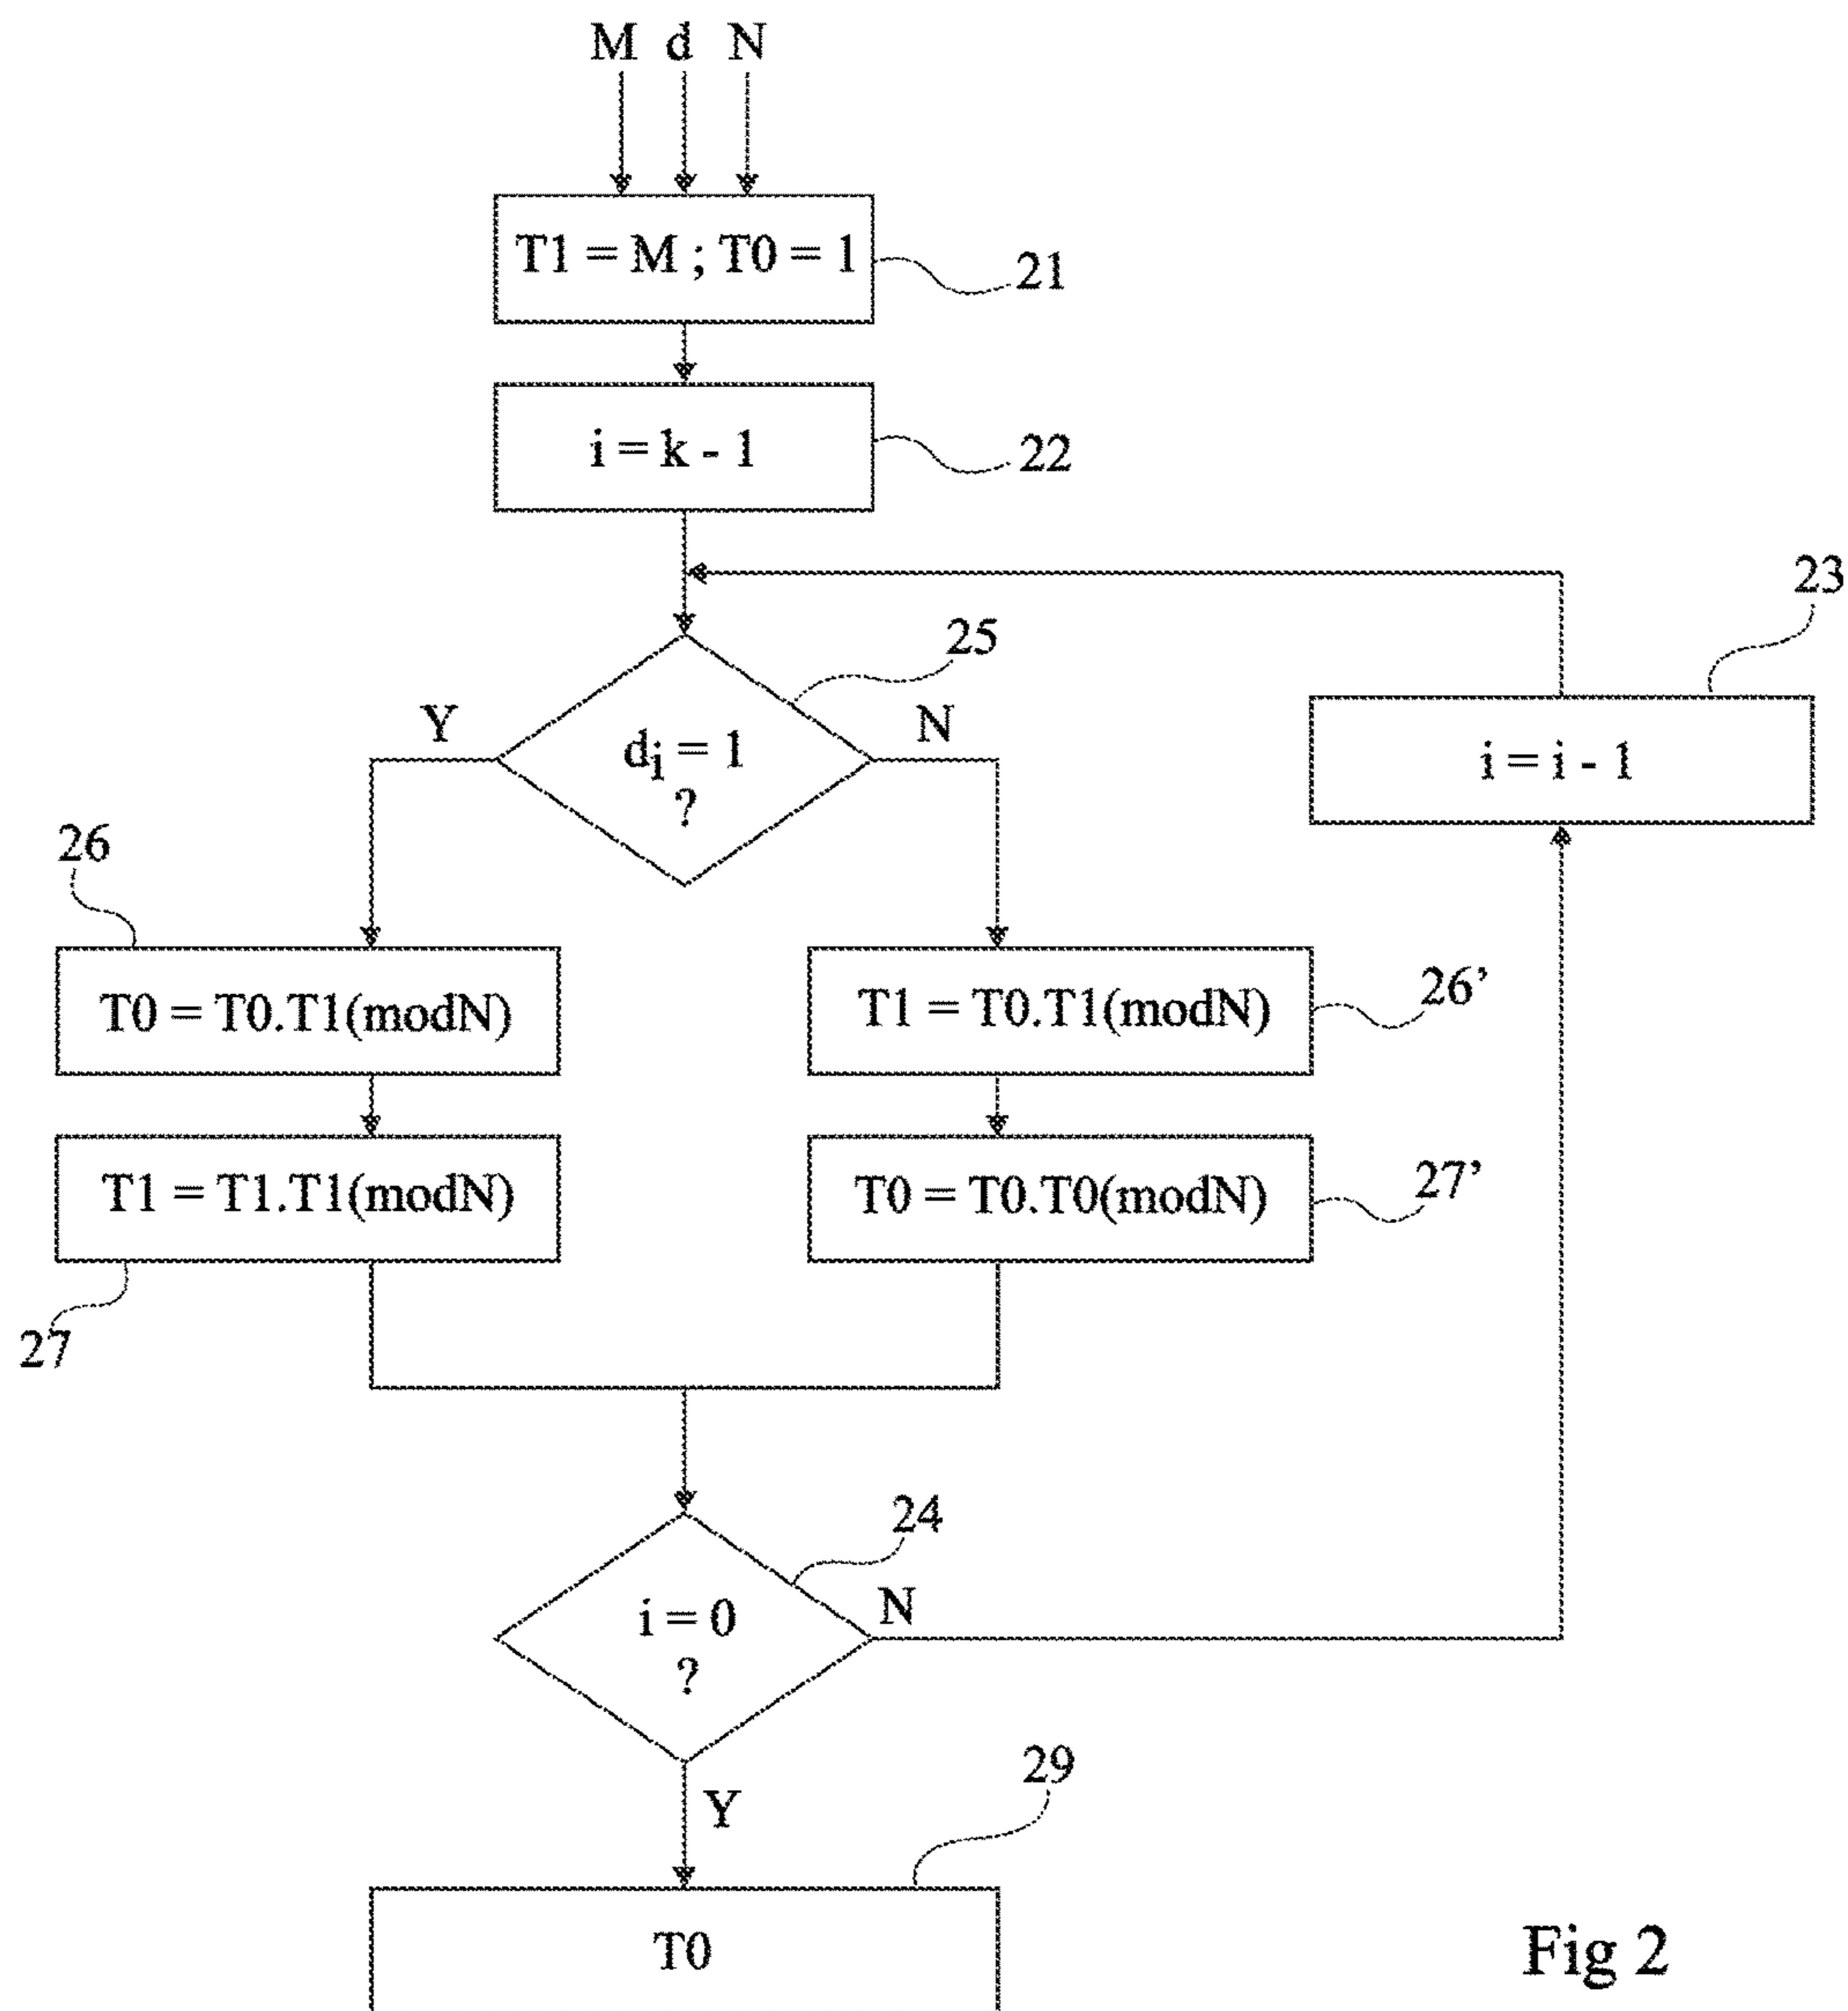 M d N
T1 = M ; T0 = 1
21
i = k - 1
22
23
25
Y
N
di = 1
?
i = i - 1
26
T0 = T0.T1(modN)
T1 = T0.T1(modN)
26’
T1 = T1.T1(modN)
T0 = T0.T0(modN)
27’
27
24
i = 0
?
N
Y
29
T0
Fig 2